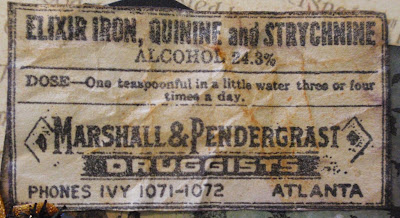 ELIXIR IRON, QUININE and STRYCHNINE
ALCOHOL 24.3%
DOSE—One teaspoonful in a little water three or four
times a day.
MARSHALL & PENDERGRAST
DRUGGISTS
PHONES IVY 1071-1072 ATLANTA